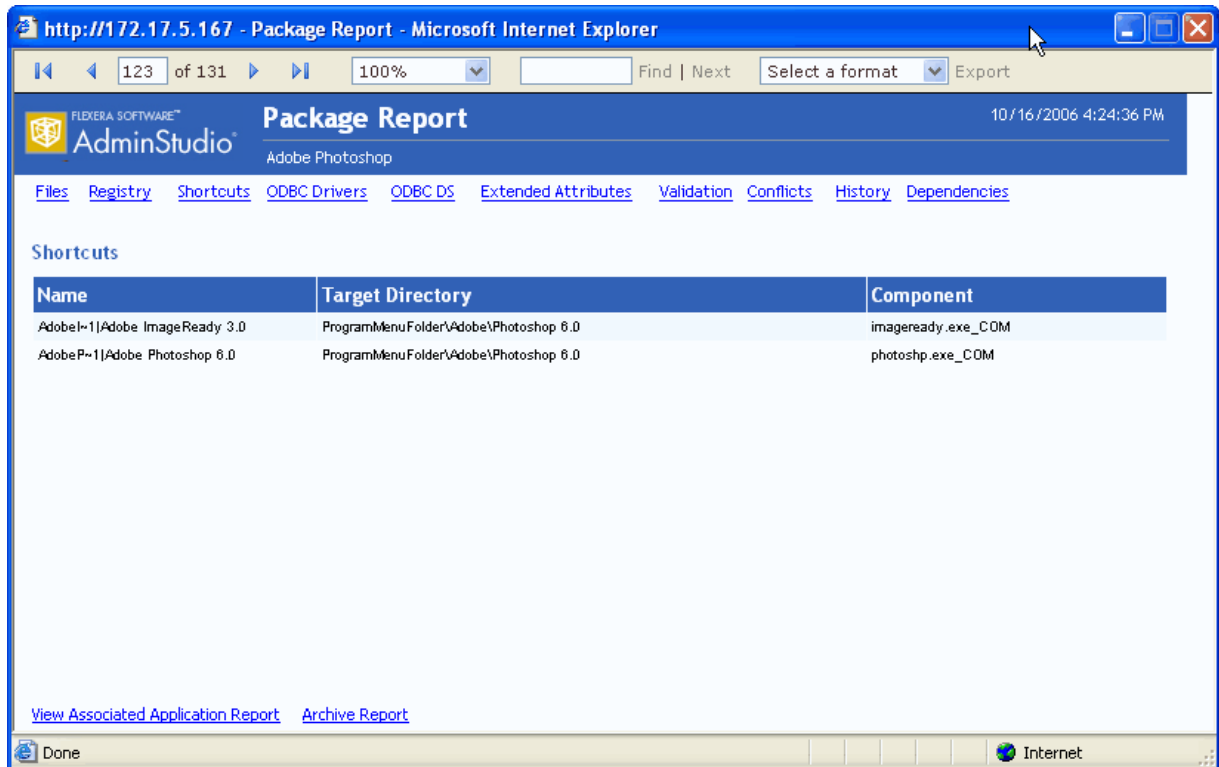 http://172.17.5.167 - Package Report - Microsoft Internet Explorer
123 of 131 100% Find | Next Select a format Export
FLEXERA SOFTWARE™
AdminStudio®
Package Report
10/16/2006 4:24:36 PM
Adobe Photoshop
Files Registry Shortcuts ODBC Drivers ODBC DS Extended Attributes Validation Conflicts History Dependencies
Shortcuts
Name Target Directory Component
AdobeI~1|Adobe ImageReady 3.0 ProgramMenuFolder\Adobe\Photoshop 6.0 imageready.exe_COM
AdobeP~1|Adobe Photoshop 6.0 ProgramMenuFolder\Adobe\Photoshop 6.0 photoshp.exe_COM
View Associated Application Report Archive Report
Done Internet